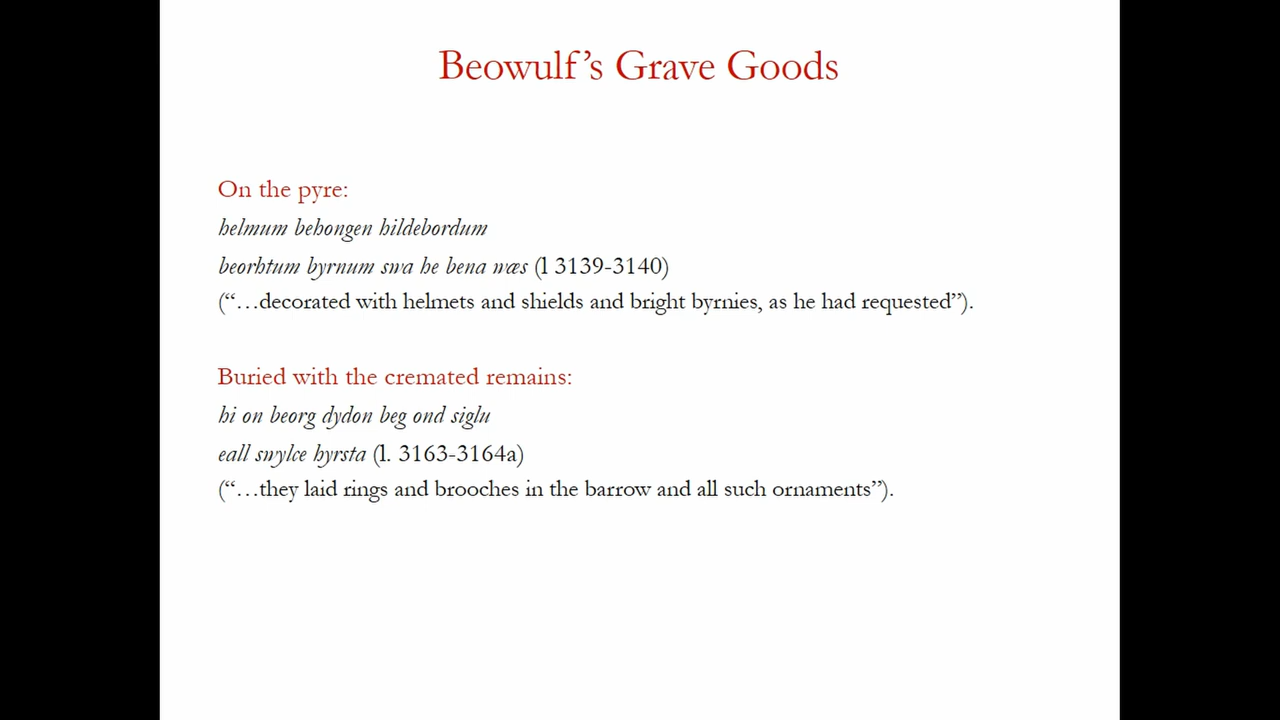 Beowulf’s Grave Goods
On the pyre:
helmum behongen hildebordum
beorhtum byrnum swa he bena wæs (l 3139-3140)
(“…decorated with helmets and shields and bright byrnies, as he had requested”).
Buried with the cremated remains:
hi on beorg dydon beg ond siglu
eall swylce hyrsta (l. 3163-3164a)
(“…they laid rings and brooches in the barrow and all such ornaments”).